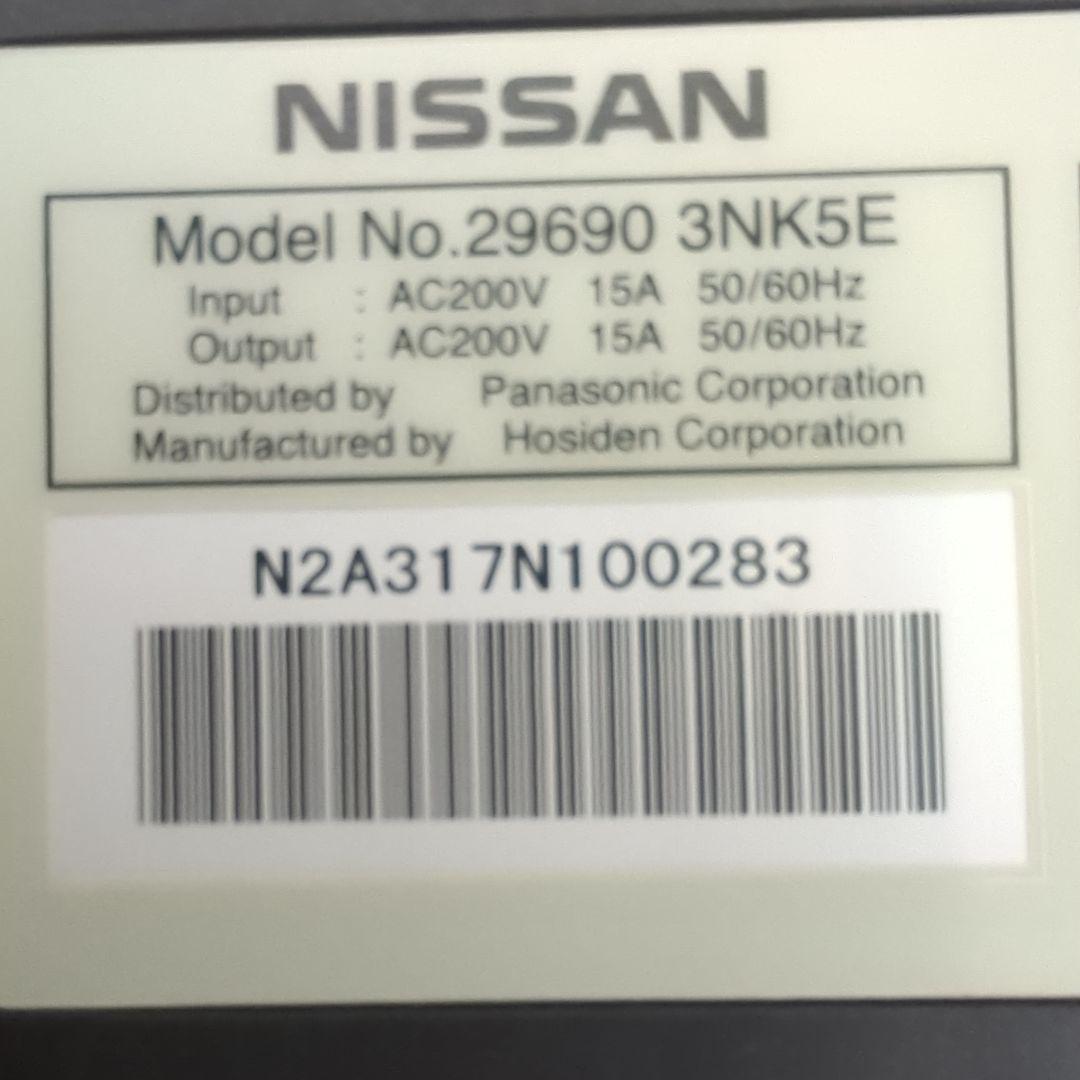 NISSAN
Model No.29690 3NK5E
Input : AC200V 15A 50/60Hz
Output : AC200V 15A 50/60Hz
Distributed by Panasonic Corporation
Manufactured by Hosiden Corporation
N2A317N100283